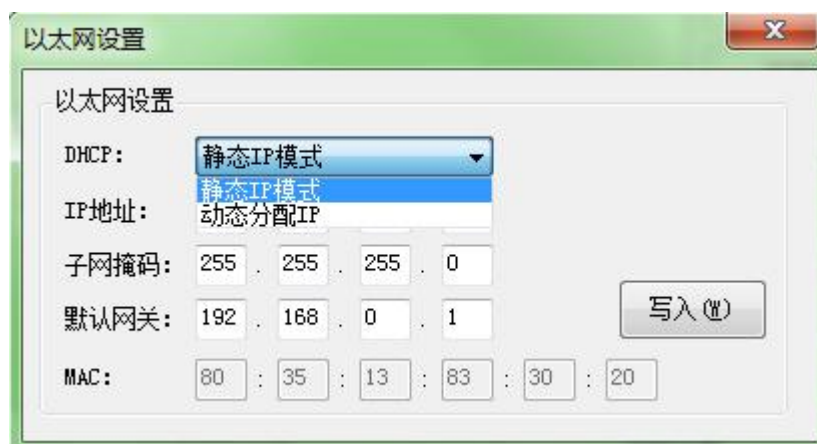 以太网设置
以太网设置
DHCP: 静态IP模式
静态IP模式
IP地址: 动态分配IP
子网掩码: 255 . 255 . 255 . 0
默认网关: 192 . 168 . 0 . 1
写入(W)
MAC: 80 : 35 : 13 : 83 : 30 : 20